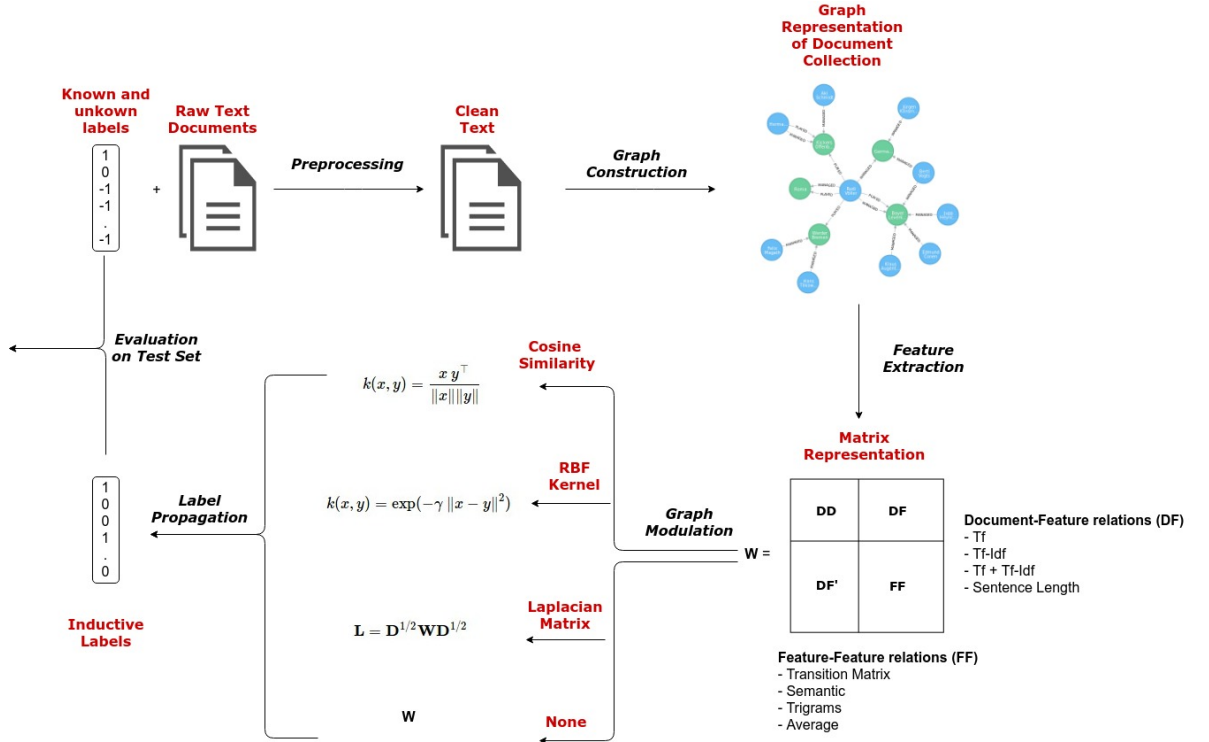 Graph
Representation
of Document
Collection
Known and
unkown
labels
1
0
-1
-1
.
-1
+
Raw Text
Documents
Preprocessing
Clean
Text
Graph
Construction
Feature
Extraction
Matrix
Representation
W =
DD DF
DF' FF
Document-Feature relations (DF)
- Tf
- Tf-Idf
- Tf + Tf-Idf
- Sentence Length
Feature-Feature relations (FF)
- Transition Matrix
- Semantic
- Trigrams
- Average
Graph
Modulation
Cosine
Similarity
k(x, y) = x y⊤ / ‖x‖‖y‖
RBF
Kernel
k(x, y) = exp(−γ ‖x − y‖²)
Laplacian
Matrix
L = D^1/2 W D^1/2
None
W
Label
Propagation
1
0
0
1
.
0
Inductive
Labels
Evaluation
on Test Set